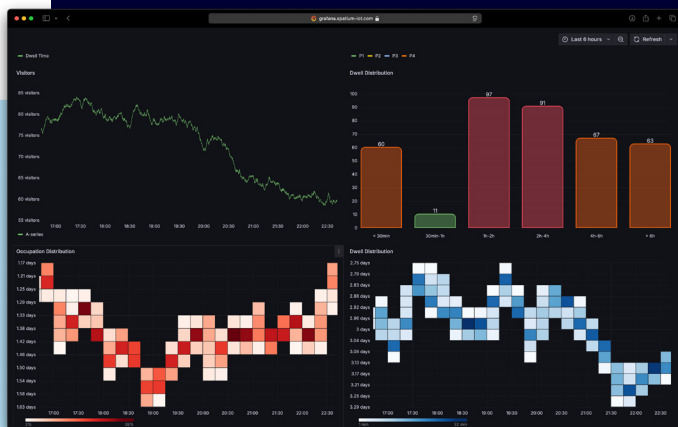 grafana.spatium-iot.com
Last 6 hours
Refresh
Dwell Time
P1 P2 P3 P4
Visitors
85 visitors
80 visitors
75 visitors
70 visitors
65 visitors
60 visitors
55 visitors
17:00 17:30 18:00 18:30 19:00 19:30 20:00 20:30 21:00 21:30 22:00 22:30
A-series
Dwell Distribution
100
90
80
70
60
50
40
30
20
10
0
60
11
97
91
67
63
< 30min 30min-1h 1h-2h 2h-4h 4h-6h > 6h
Occupation Distribution
1.17 days
1.21 days
1.25 days
1.29 days
1.33 days
1.38 days
1.42 days
1.46 days
1.50 days
1.54 days
1.58 days
1.63 days
17:00 17:30 18:00 18:30 19:00 19:30 20:00 20:30 21:00 21:30 22:00 22:30
Dwell Distribution
2.75 days
2.79 days
2.83 days
2.88 days
2.92 days
2.96 days
3 days
3.04 days
3.08 days
3.13 days
3.17 days
3.21 days
3.25 days
3.29 days
17:00 17:30 18:00 18:30 19:00 19:30 20:00 20:30 21:00 21:30 22:00 22:30